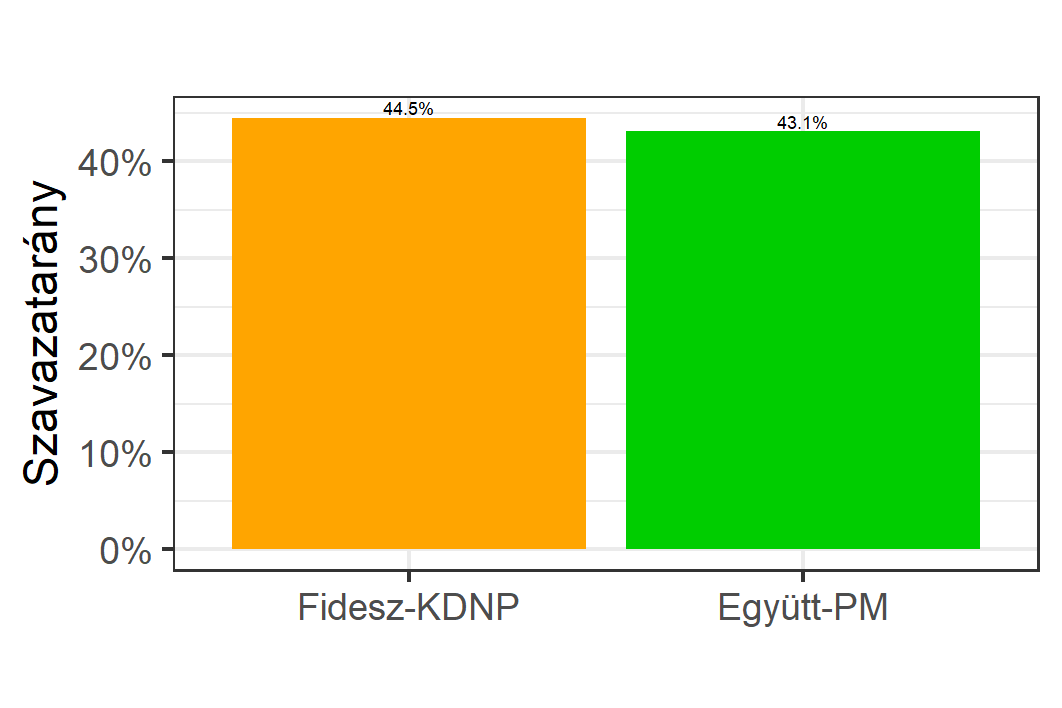 Szavazatarány
44.5%
43.1%
40%
30%
20%
10%
0%
Fidesz-KDNP
Együtt-PM